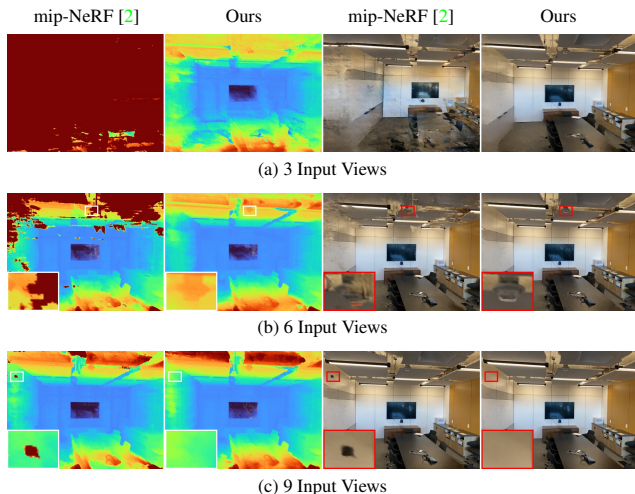 mip-NeRF [2] Ours mip-NeRF [2] Ours
(a) 3 Input Views
(b) 6 Input Views
(c) 9 Input Views